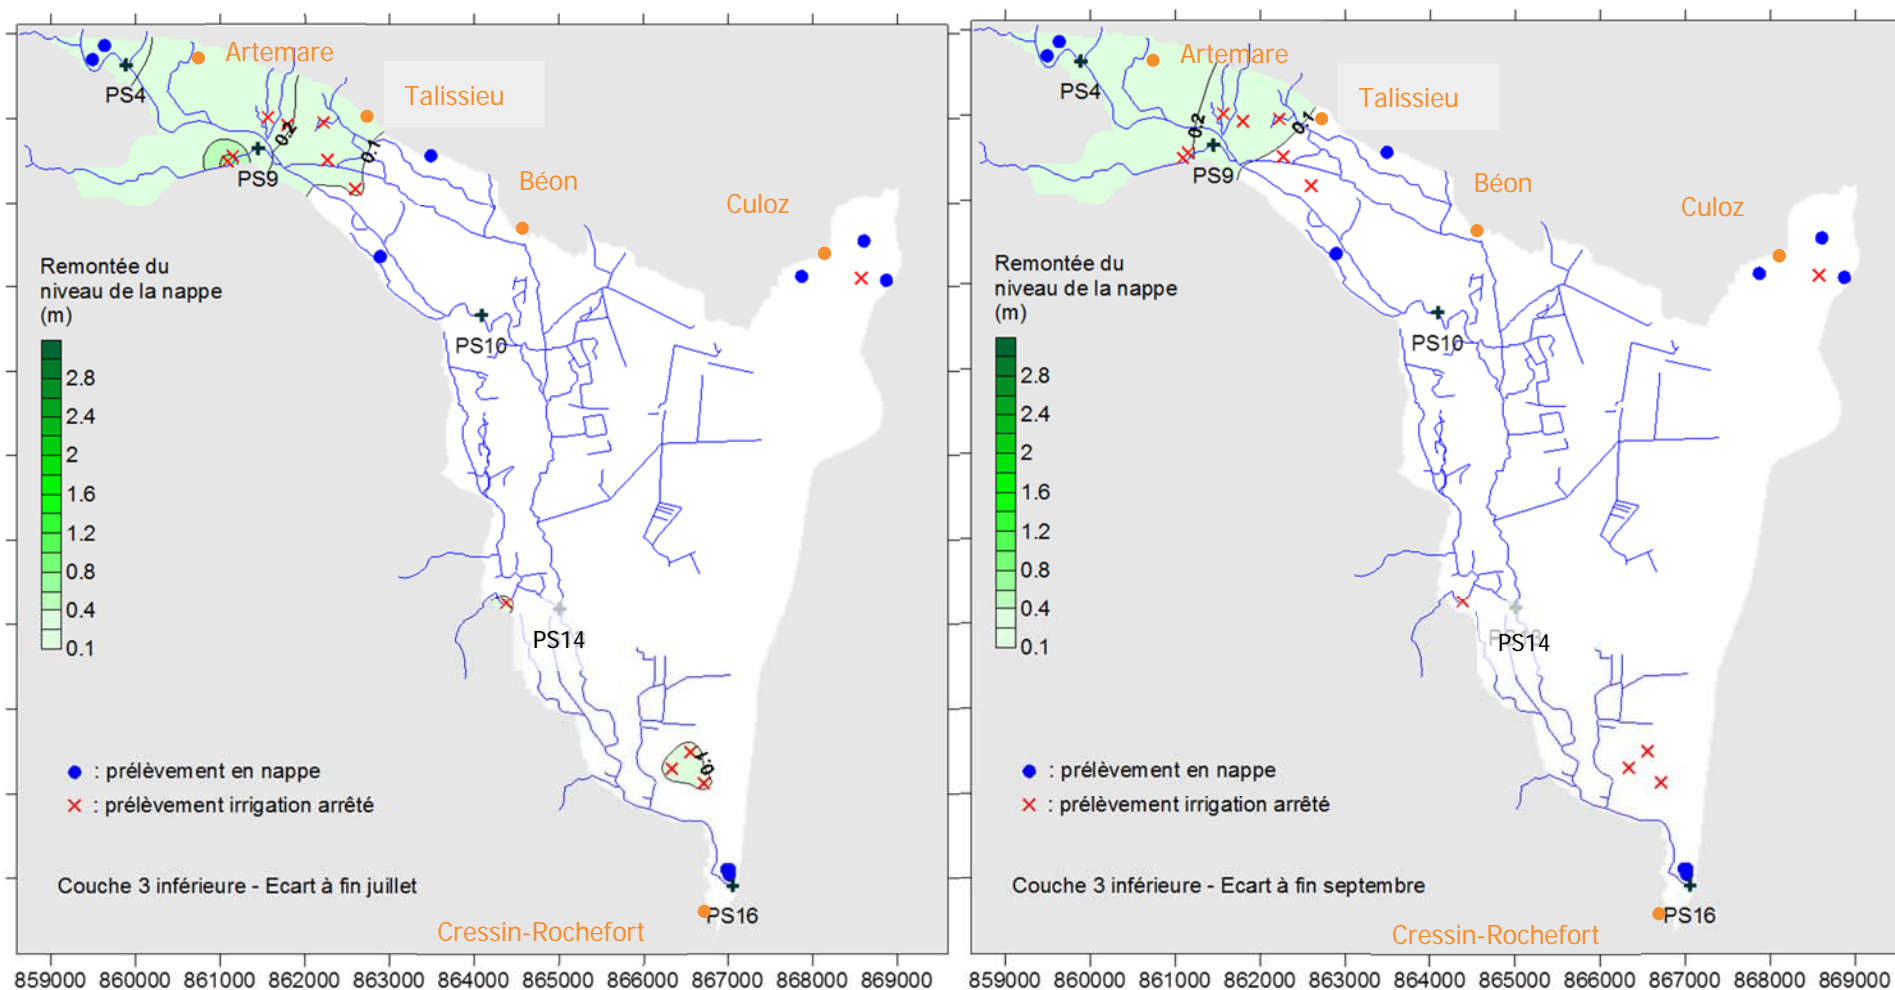 Artemare
Talissieu
PS4
0.2
0.1
PS9
Béon
Culoz
Remontée du
niveau de la nappe
(m)
PS10
2.8
2.4
2
1.6
1.2
0.8
0.4
0.1
PS14
0.1
: prélèvement en nappe
: prélèvement irrigation arrêté
Couche 3 inférieure - Ecart à fin juillet
PS16
Cressin-Rochefort
859000 860000 861000 862000 863000 864000 865000 866000 867000 868000 869000
Artemare
Talissieu
PS4
0.2
0.1
PS9
Béon
Culoz
Remontée du
niveau de la nappe
(m)
PS10
2.8
2.4
2
1.6
1.2
0.8
0.4
0.1
PS14
: prélèvement en nappe
: prélèvement irrigation arrêté
Couche 3 inférieure - Ecart à fin septembre
PS16
Cressin-Rochefort
859000 860000 861000 862000 863000 864000 865000 866000 867000 868000 869000